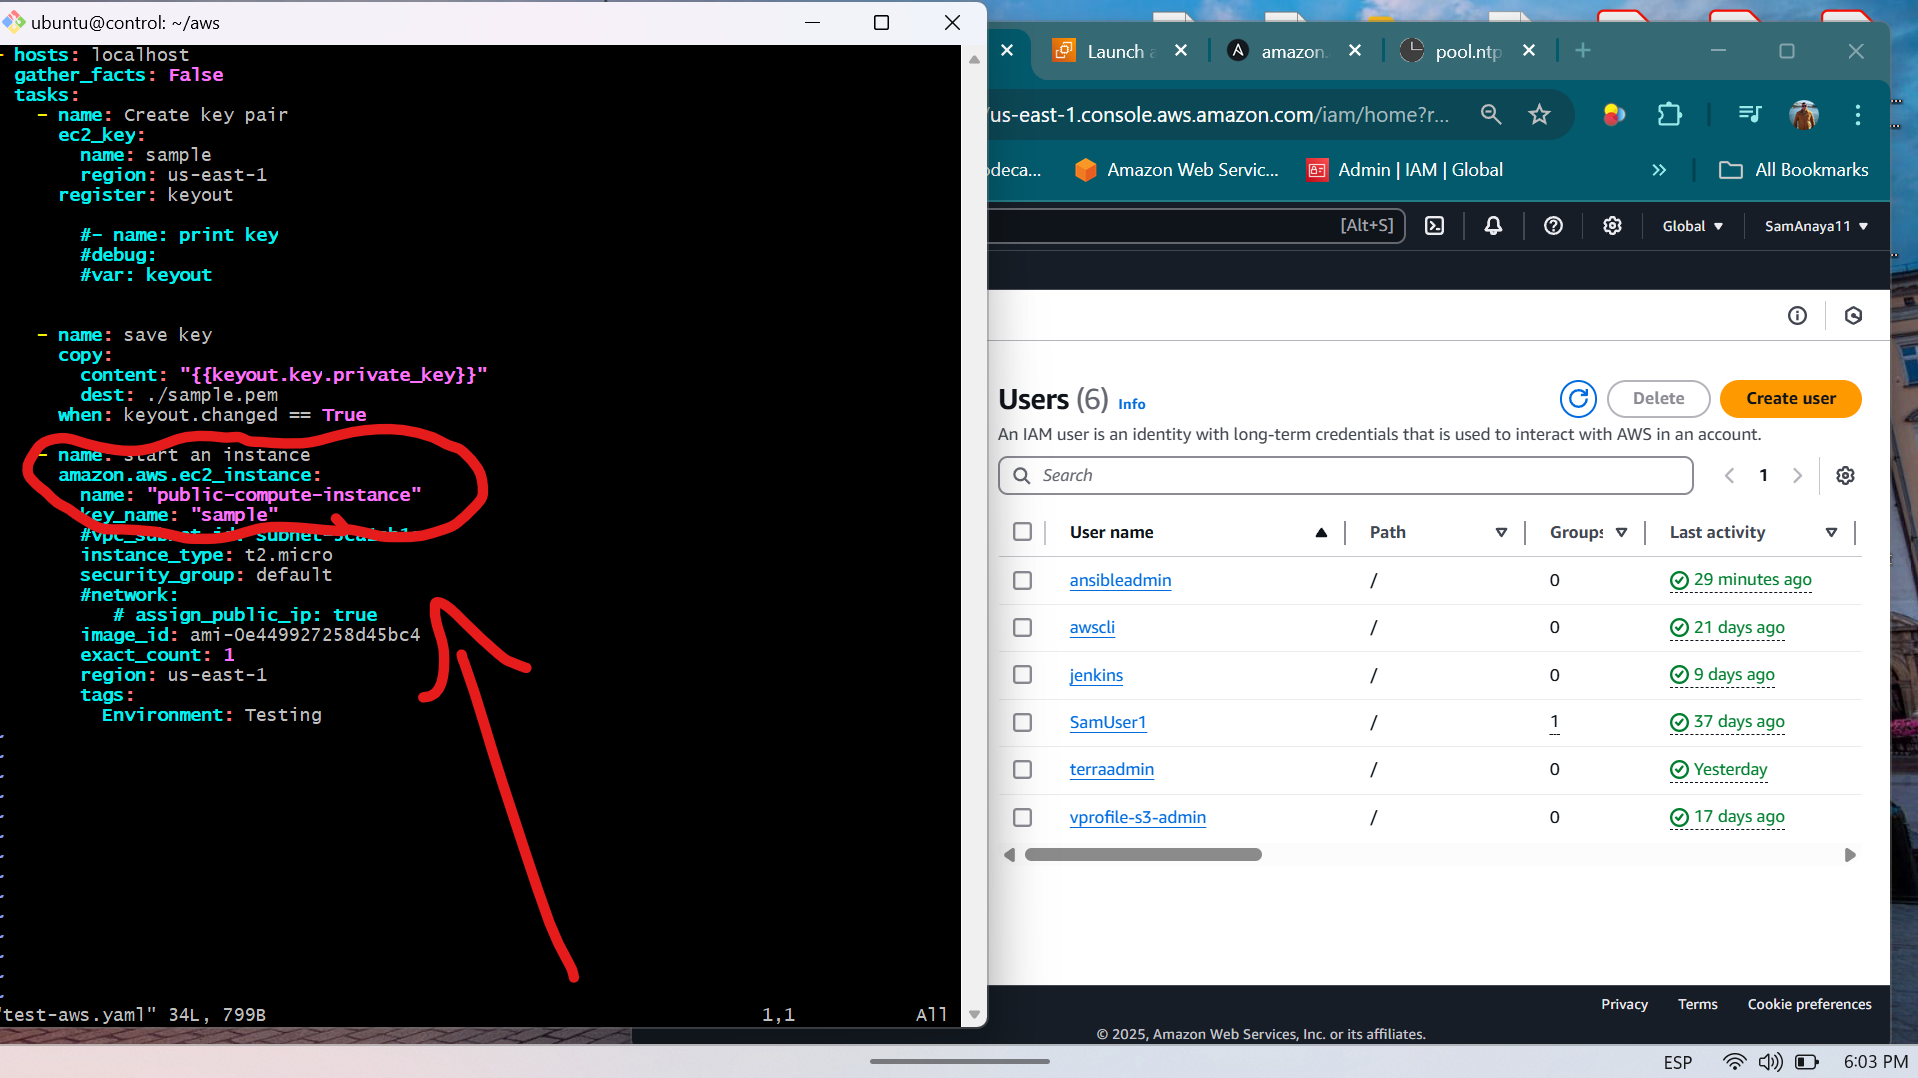 ubuntu@control: ~/aws
- hosts: localhost
gather_facts: False
tasks:
- name: Create key pair
ec2_key:
name: sample
region: us-east-1
register: keyout
#- name: print key
#debug:
#var: keyout
- name: save key
copy:
content: "{{keyout.key.private_key}}"
dest: ./sample.pem
when: keyout.changed == True
- name: start an instance
amazon.aws.ec2_instance:
name: "public-compute-instance"
key_name: "sample"
#vpc_subnet_id:
instance_type: t2.micro
security_group: default
#network:
# assign_public_ip: true
image_id: ami-0e449927258d45bc4
exact_count: 1
region: us-east-1
tags:
Environment: Testing
"test-aws.yaml" 34L, 799B 1,1 All
Launch a
amazon.
pool.ntp
/us-east-1.console.aws.amazon.com/iam/home?r...
odeca...
Amazon Web Servic...
Admin | IAM | Global
All Bookmarks
[Alt+S]
Global
SamAnaya11
Users (6) Info
Delete
Create user
An IAM user is an identity with long-term credentials that is used to interact with AWS in an account.
Search
1
User name Path Groups Last activity
ansibleadmin / 0 29 minutes ago
awscli / 0 21 days ago
jenkins / 0 9 days ago
SamUser1 / 1 37 days ago
terraadmin / 0 Yesterday
vprofile-s3-admin / 0 17 days ago
Privacy Terms Cookie preferences
© 2025, Amazon Web Services, Inc. or its affiliates.
ESP 6:03 PM